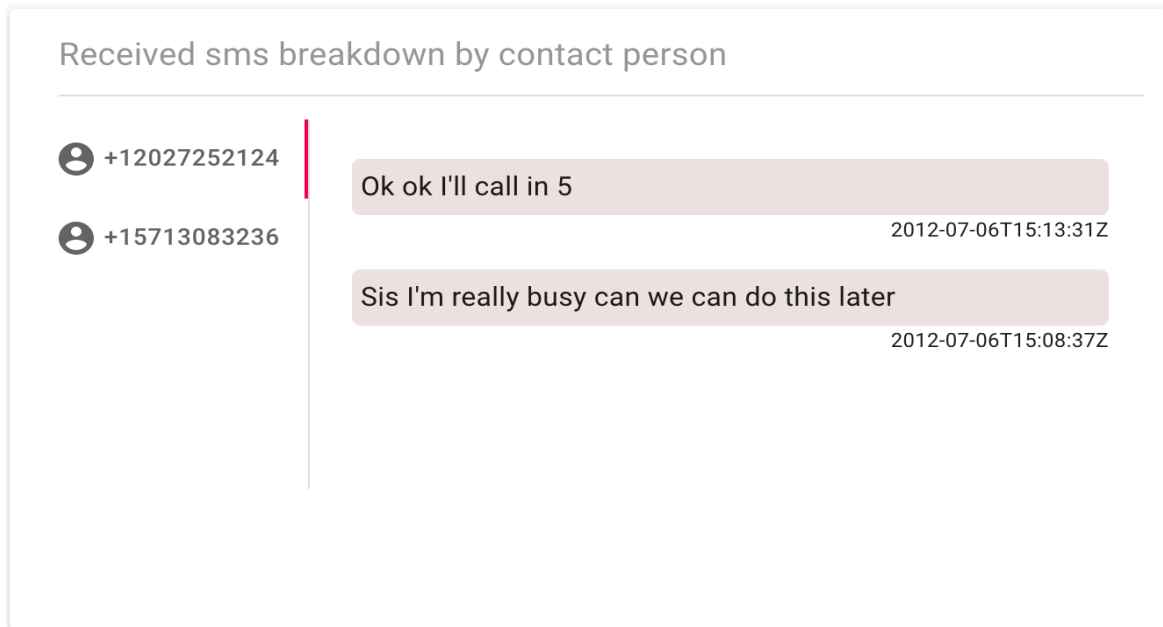 Received sms breakdown by contact person
+12027252124
+15713083236
Ok ok I'll call in 5
2012-07-06T15:13:31Z
Sis I'm really busy can we can do this later
2012-07-06T15:08:37Z